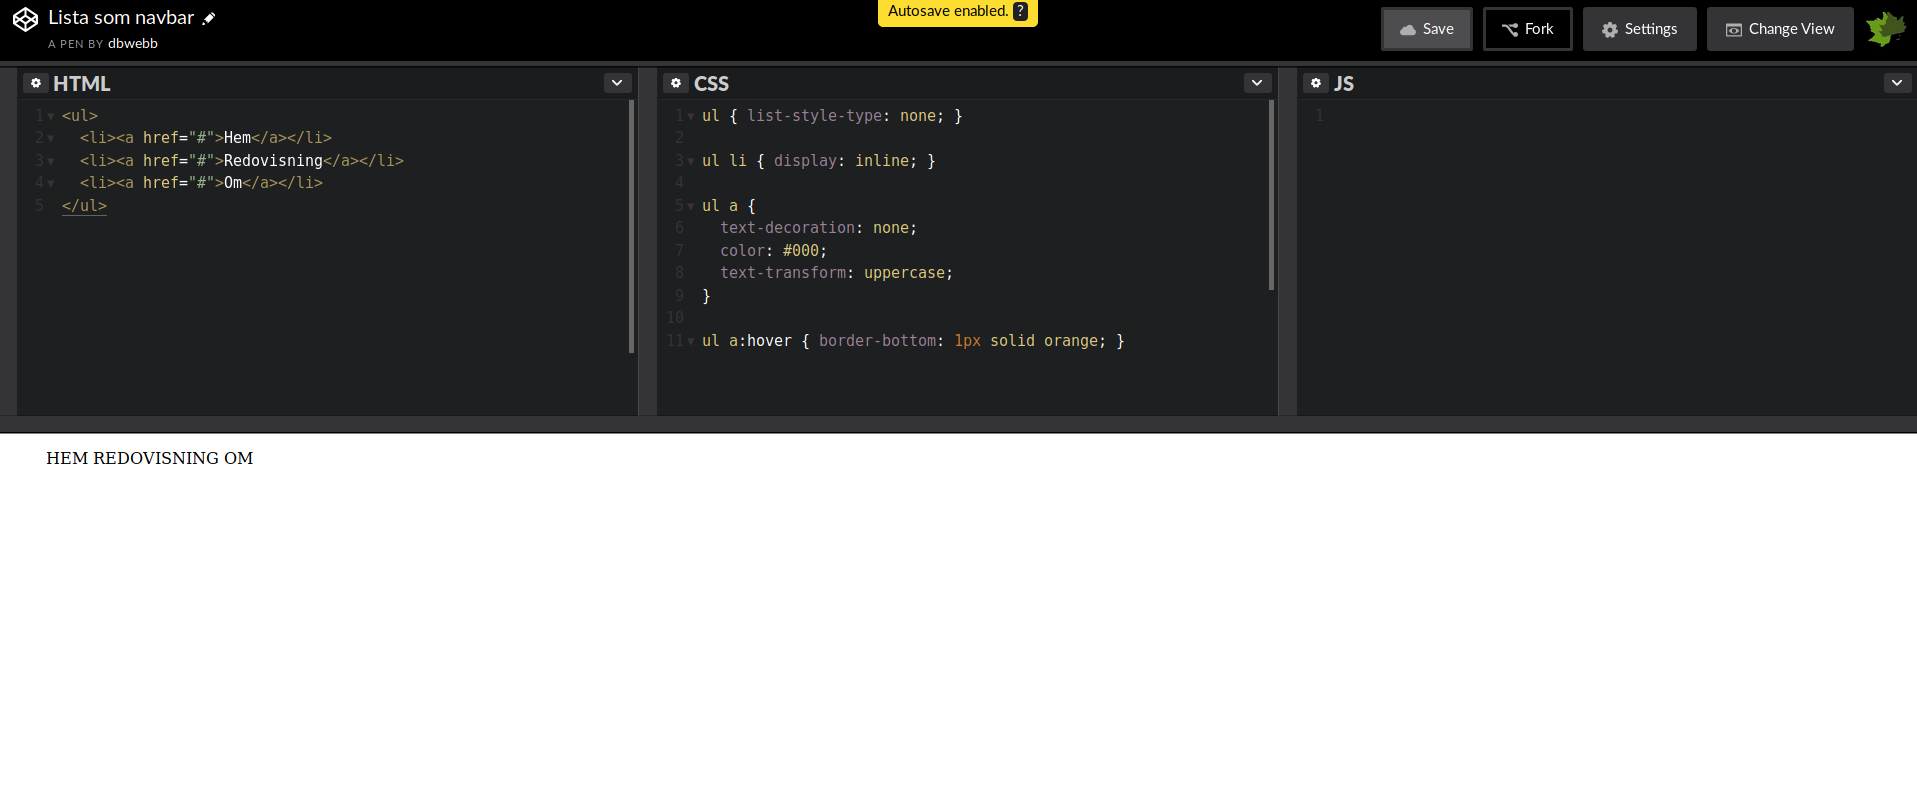 Lista som navbar
A PEN BY dbwebb
Autosave enabled. ?
Save
Fork
Settings
Change View
HTML
1 <ul>
2   <li><a href="#">Hem</a></li>
3   <li><a href="#">Redovisning</a></li>
4   <li><a href="#">Om</a></li>
5 </ul>
CSS
1 ul { list-style-type: none; }
2
3 ul li { display: inline; }
4
5 ul a {
6   text-decoration: none;
7   color: #000;
8   text-transform: uppercase;
9 }
10
11 ul a:hover { border-bottom: 1px solid orange; }
JS
1
HEM REDOVISNING OM